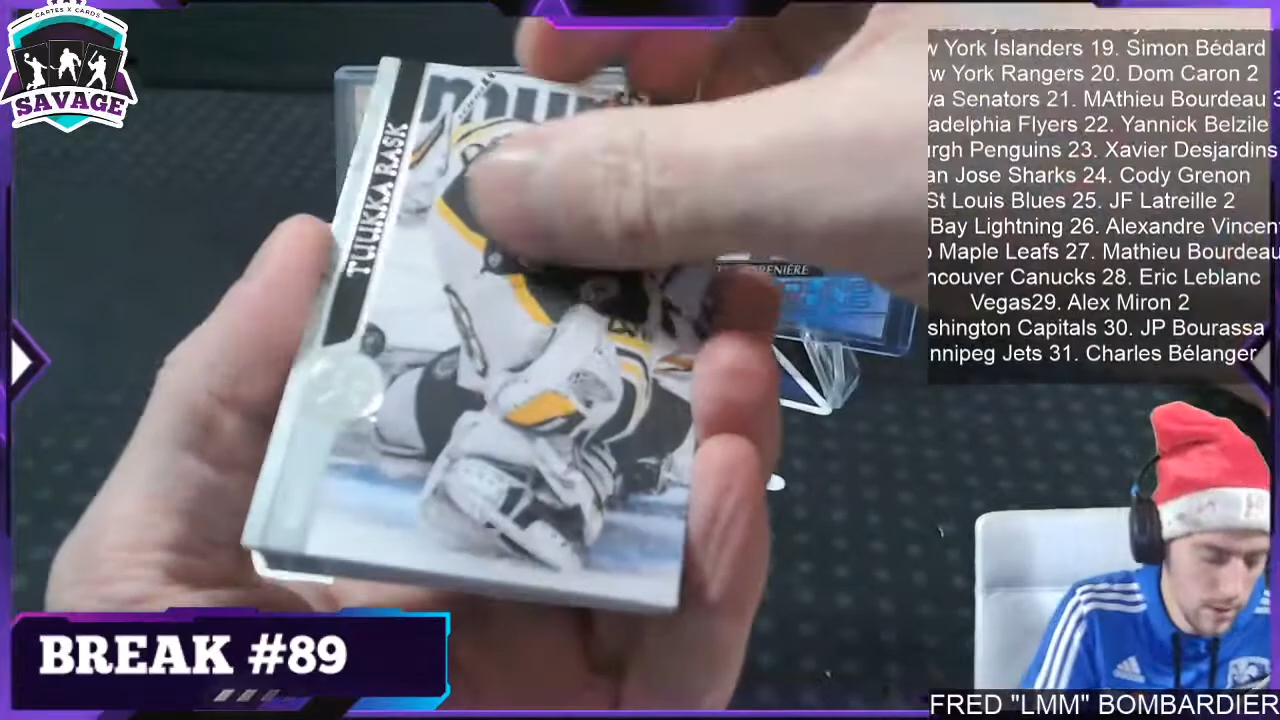 CARTES X CARDS
SAVAGE
TUUKKA RASK
w York Islanders 19. Simon Bédard
w York Rangers 20. Dom Caron 2
va Senators 21. MAthieu Bourdeau 3
adelphia Flyers 22. Yannick Belzile
urgh Penguins 23. Xavier Desjardins
an Jose Sharks 24. Cody Grenon
St Louis Blues 25. JF Latreille 2
Bay Lightning 26. Alexandre Vincen
o Maple Leafs 27. Mathieu Bourdeau
ncouver Canucks 28. Eric Leblanc
Vegas29. Alex Miron 2
shington Capitals 30. JP Bourassa
nnipeg Jets 31. Charles Bélanger
BREAK #89
FRED "LMM" BOMBARDIER